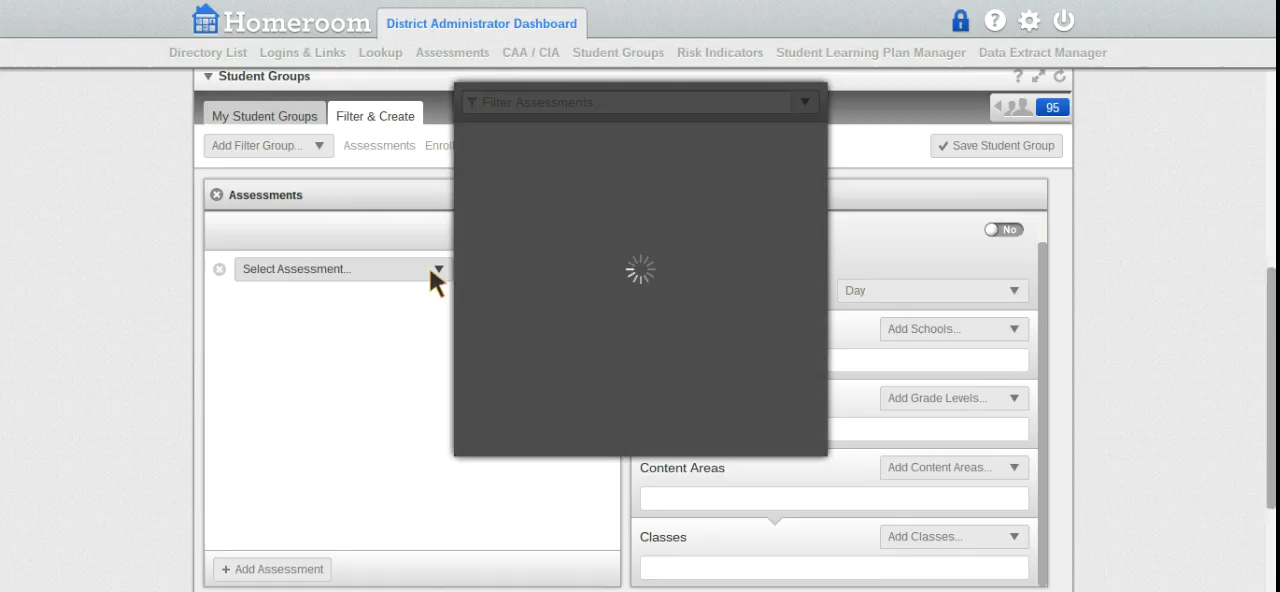 Homeroom
District Administrator Dashboard
Directory List Logins & Links Lookup Assessments CAA / CIA Student Groups Risk Indicators Student Learning Plan Manager Data Extract Manager
Student Groups
My Student Groups Filter & Create 95
Filter Assessments...
Add Filter Group... Assessments Save Student Group
Assessments
No
Select Assessment...
Day
Add Schools...
Add Grade Levels...
Content Areas Add Content Areas...
Classes Add Classes...
+ Add Assessment